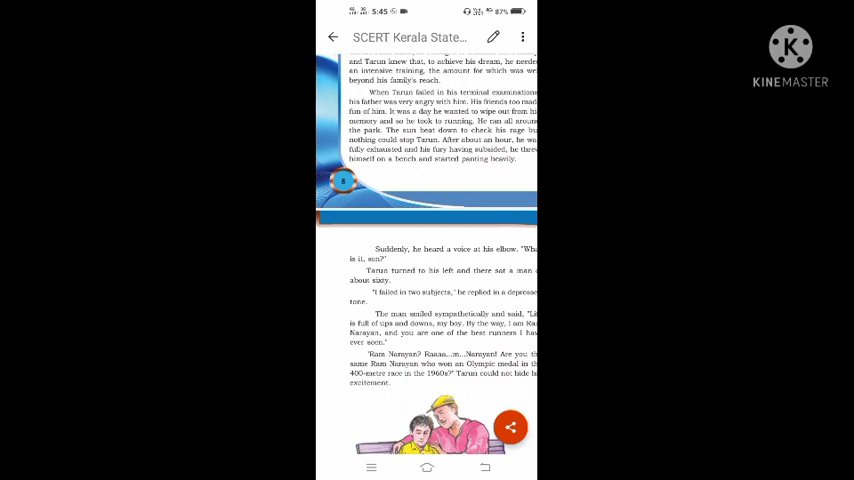 5:45
87%
SCERT Kerala State...
and Tarun knew that, to achieve his dream, he neede
an intensive training, the amount for which was we
beyond his family's reach.
When Tarun failed in his terminal examinations
his father was very angry with him. His friends too mad
fun of him. It was a day he wanted to wipe out from hi
memory and so he took to running. He ran all aroun
the park. The sun beat down to check his rage bu
nothing could stop Tarun. After about an hour, he wa
fully exhausted and his fury having subsided, he thre
himself on a bench and started panting heavily.
8
Suddenly, he heard a voice at his elbow. "Wha
is it, son?"
Tarun turned to his left and there sat a man o
about sixty.
"I failed in two subjects," he replied in a depresse
tone.
The man smiled sympathetically and said, "Li
is full of ups and downs, my boy. By the way, I am Ra
Narayan, and you are one of the best runners I hav
ever seen."
'Ram Narayan? Raaaa...m...Narayan! Are you th
same Ram Narayan who won an Olympic medal in th
400-metre race in the 1960s?' Tarun could not hide h
excitement.
K
KINEMASTER